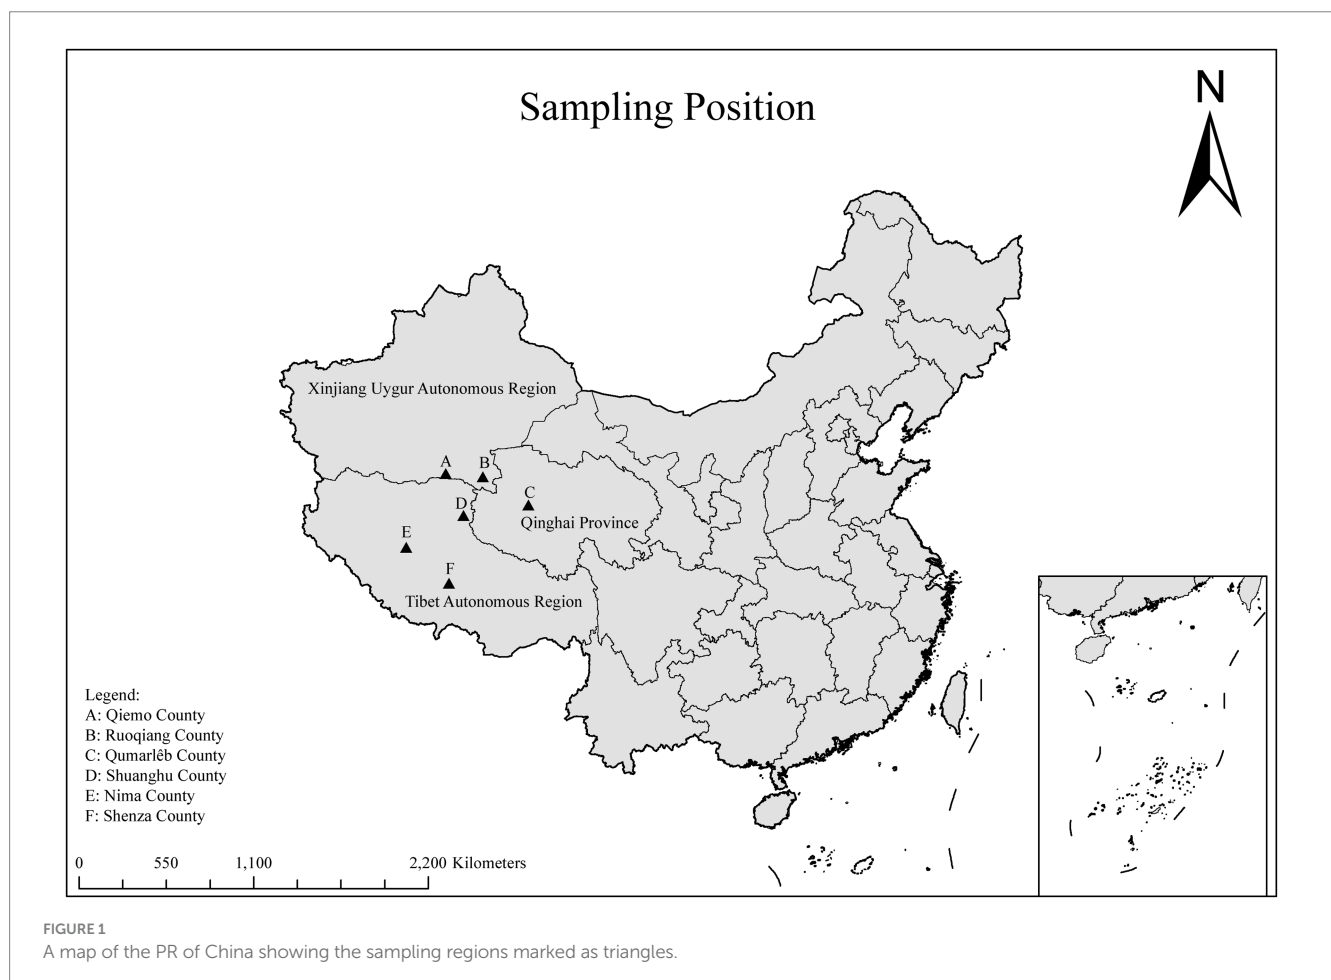 Sampling Position
N
Xinjiang Uygur Autonomous Region
A
B
C
D
Qinghai Province
E
F
Tibet Autonomous Region
Legend:
A: Qiemo County
B: Ruoqiang County
C: Qumarlêb County
D: Shuanghu County
E: Nima County
F: Shenza County
0 550 1,100 2,200 Kilometers
FIGURE 1
A map of the PR of China showing the sampling regions marked as triangles.